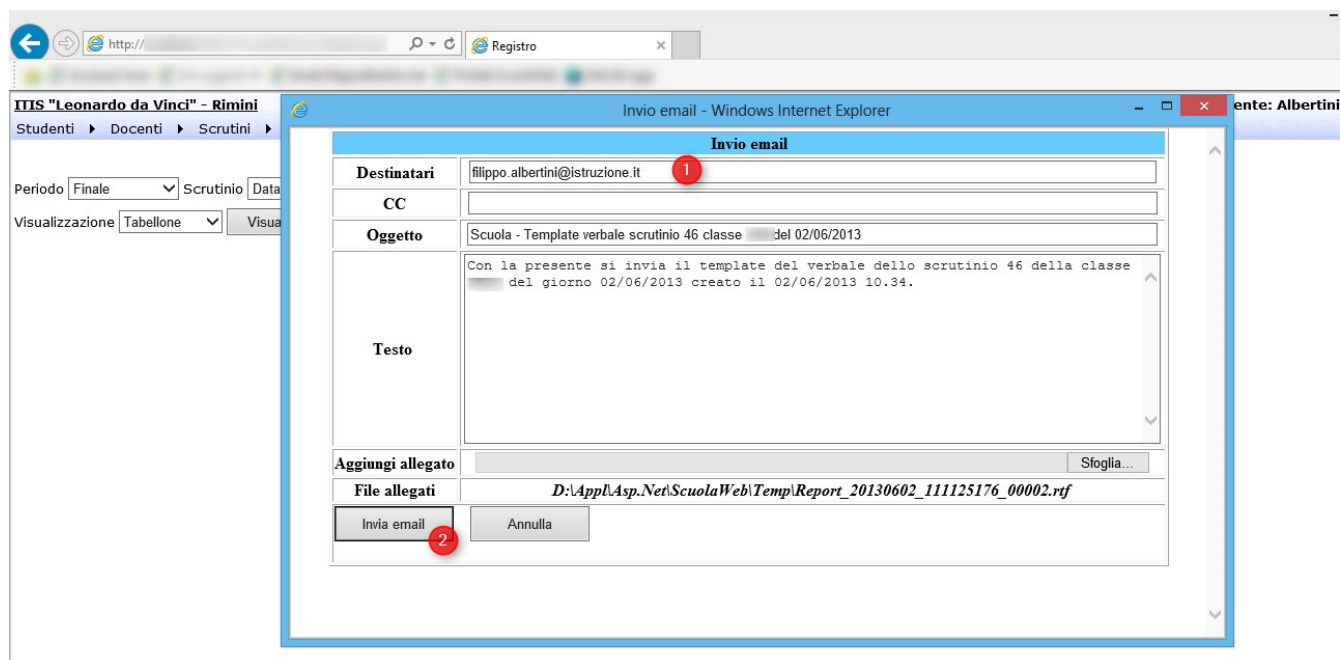 http://
Registro
ITIS "Leonardo da Vinci" - Rimini
ente: Albertini
Studenti Docenti Scrutini
Periodo Finale Scrutinio Data
Visualizzazione Tabellone Visua
Invio email - Windows Internet Explorer
Invio email
Destinatari filippo.albertini@istruzione.it 1
CC
Oggetto Scuola - Template verbale scrutinio 46 classe del 02/06/2013
Testo Con la presente si invia il template del verbale dello scrutinio 46 della classe
del giorno 02/06/2013 creato il 02/06/2013 10.34.
Aggiungi allegato Sfoglia...
File allegati D:\Appl\Asp.Net\ScuolaWeb\Temp\Report_20130602_111125176_00002.rtf
Invia email 2 Annulla